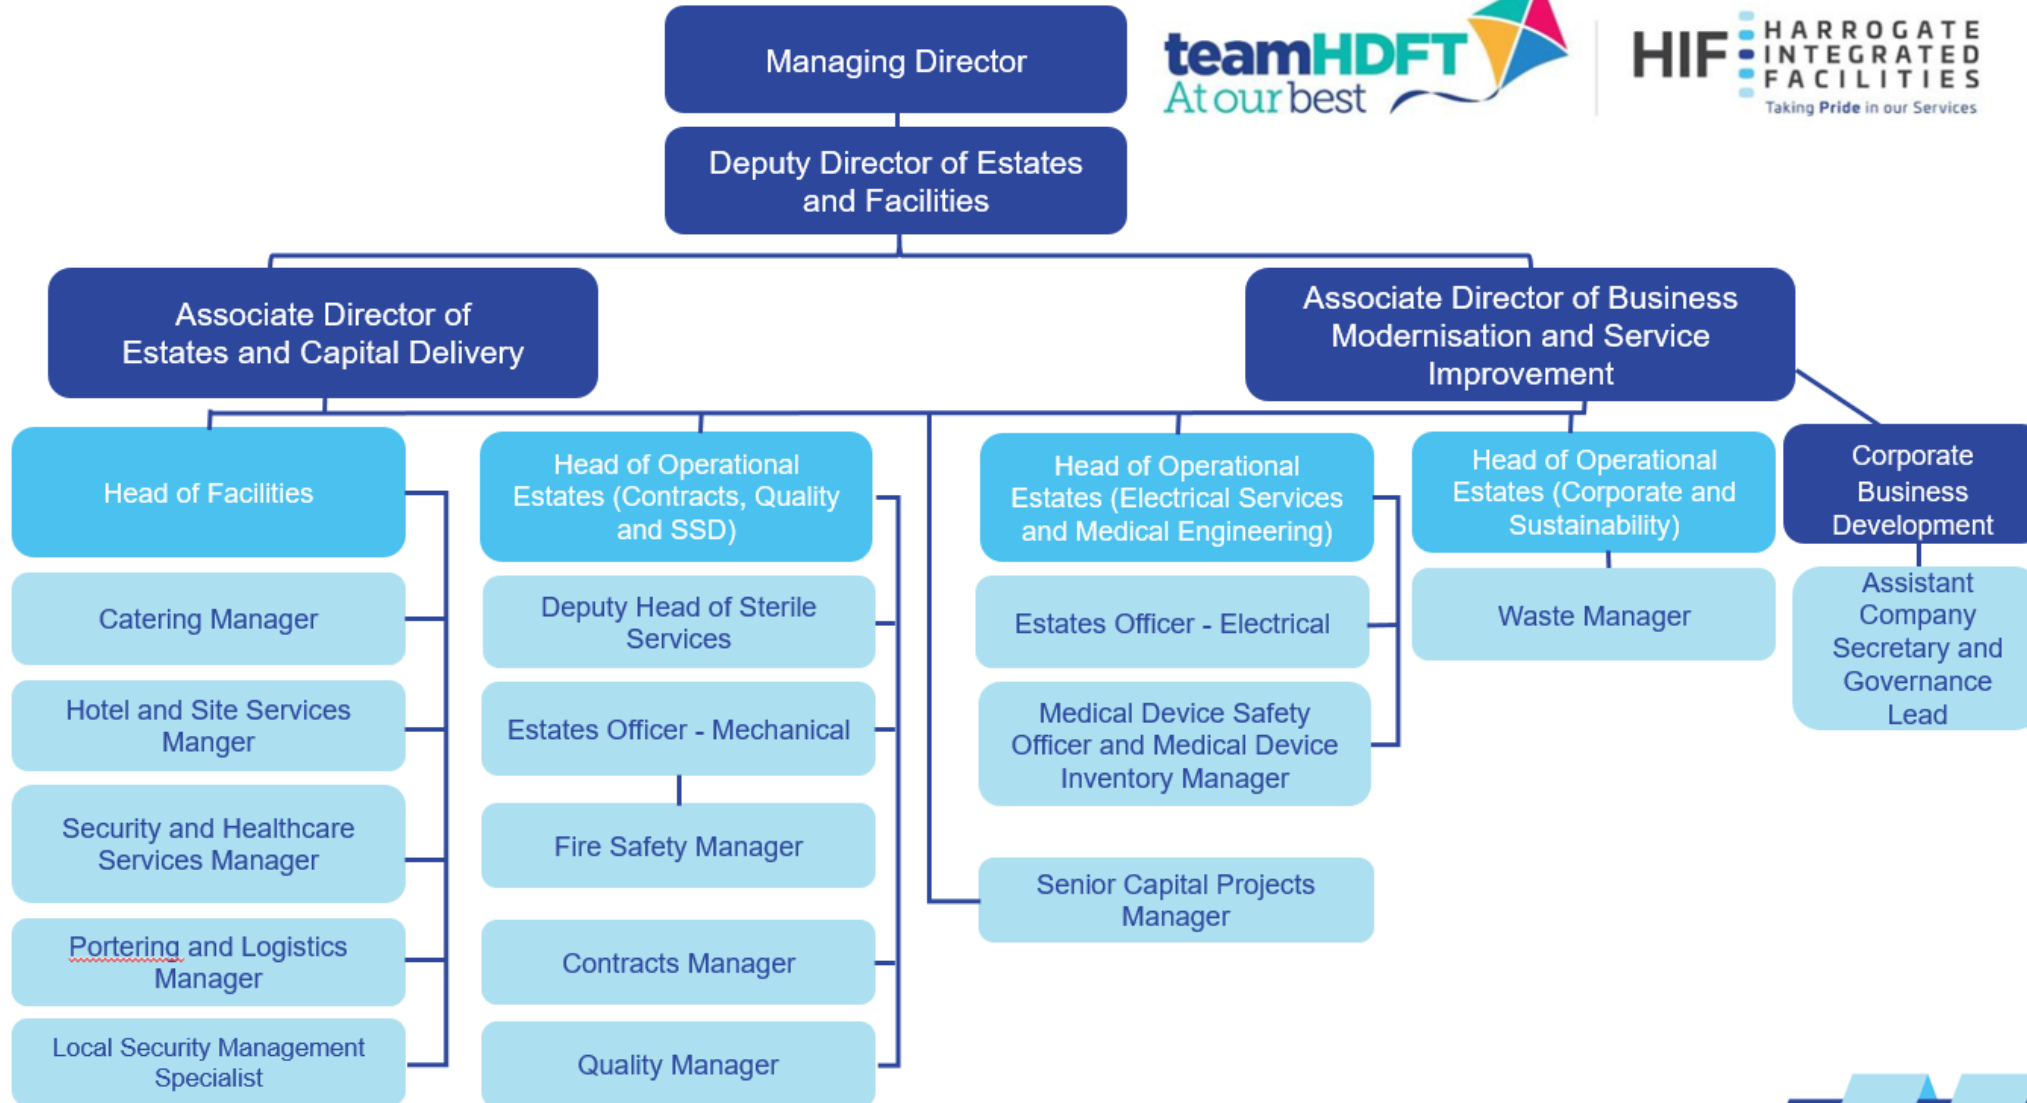 Managing Director
teamHDFT
At our best
HIF
HARROGATE
INTEGRATED
FACILITIES
Taking Pride in our Services
Deputy Director of Estates
and Facilities
Associate Director of
Estates and Capital Delivery
Associate Director of Business
Modernisation and Service
Improvement
Head of Facilities
Catering Manager
Hotel and Site Services
Manger
Security and Healthcare
Services Manager
Portering and Logistics
Manager
Local Security Management
Specialist
Head of Operational
Estates (Contracts, Quality
and SSD)
Deputy Head of Sterile
Services
Estates Officer - Mechanical
Fire Safety Manager
Contracts Manager
Quality Manager
Head of Operational
Estates (Electrical Services
and Medical Engineering)
Estates Officer - Electrical
Medical Device Safety
Officer and Medical Device
Inventory Manager
Senior Capital Projects
Manager
Head of Operational
Estates (Corporate and
Sustainability)
Waste Manager
Corporate
Business
Development
Assistant
Company
Secretary and
Governance
Lead